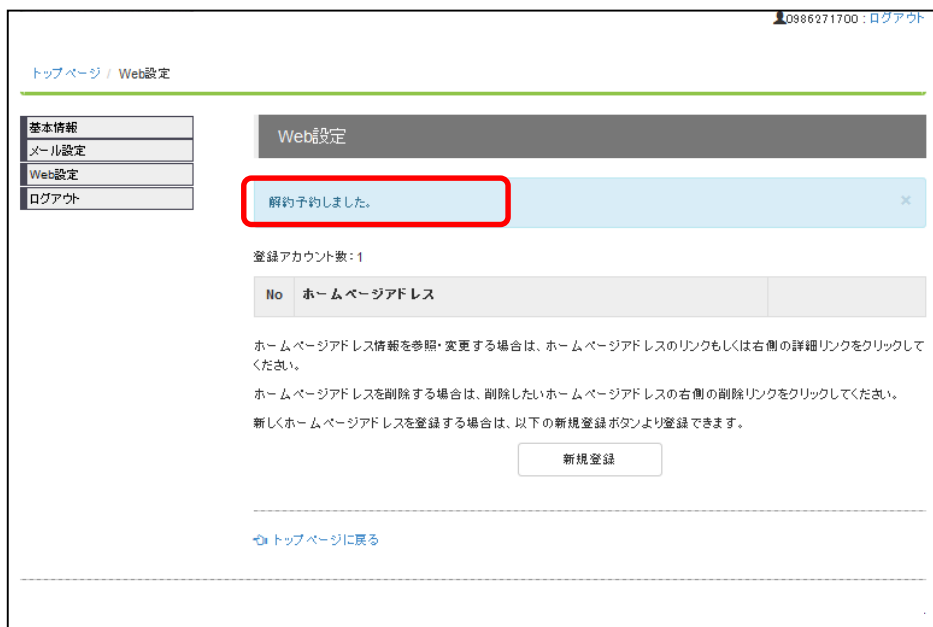 0986271700 : ログアウト
トップページ / Web設定
基本情報
メール設定
Web設定
ログアウト
Web設定
解約予約しました。
×
登録アカウント数：1
No ホームページアドレス
ホームページアドレス情報を参照・変更する場合は、ホームページアドレスのリンクもしくは右側の詳細リンクをクリックして
ください。
ホームページアドレスを削除する場合は、削除したいホームページアドレスの右側の削除リンクをクリックしてください。
新しくホームページアドレスを登録する場合は、以下の新規登録ボタンより登録できます。
新規登録
トップページに戻る